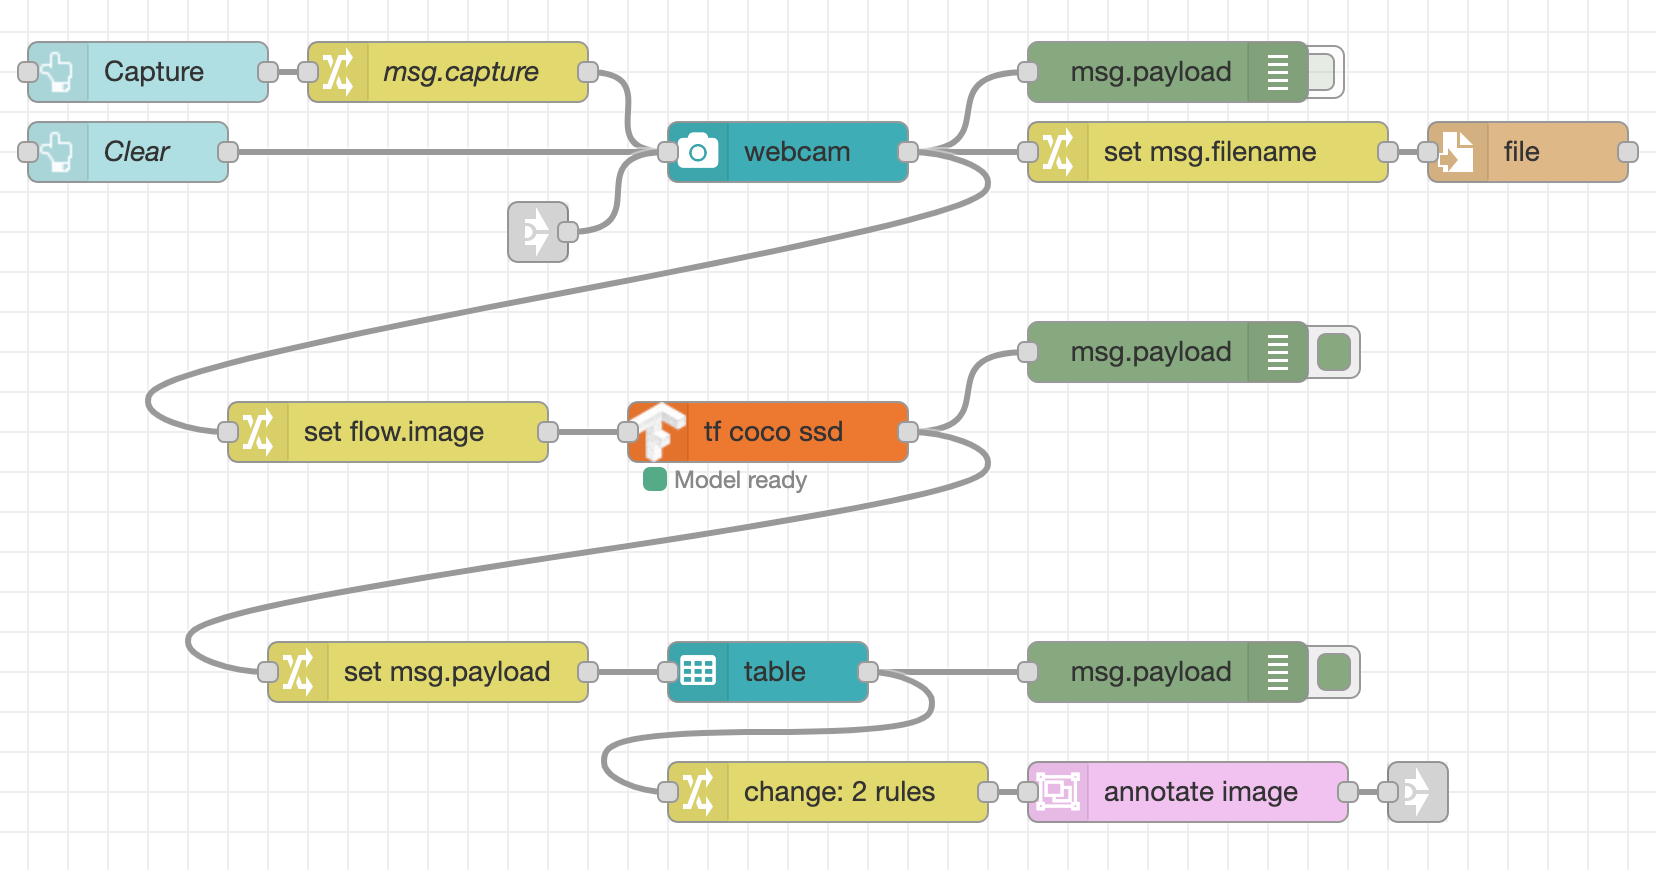 Capture
msg.capture
msg.payload
Clear
webcam
set msg.filename
file
msg.payload
set flow.image
tf coco ssd
Model ready
set msg.payload
table
msg.payload
change: 2 rules
annotate image